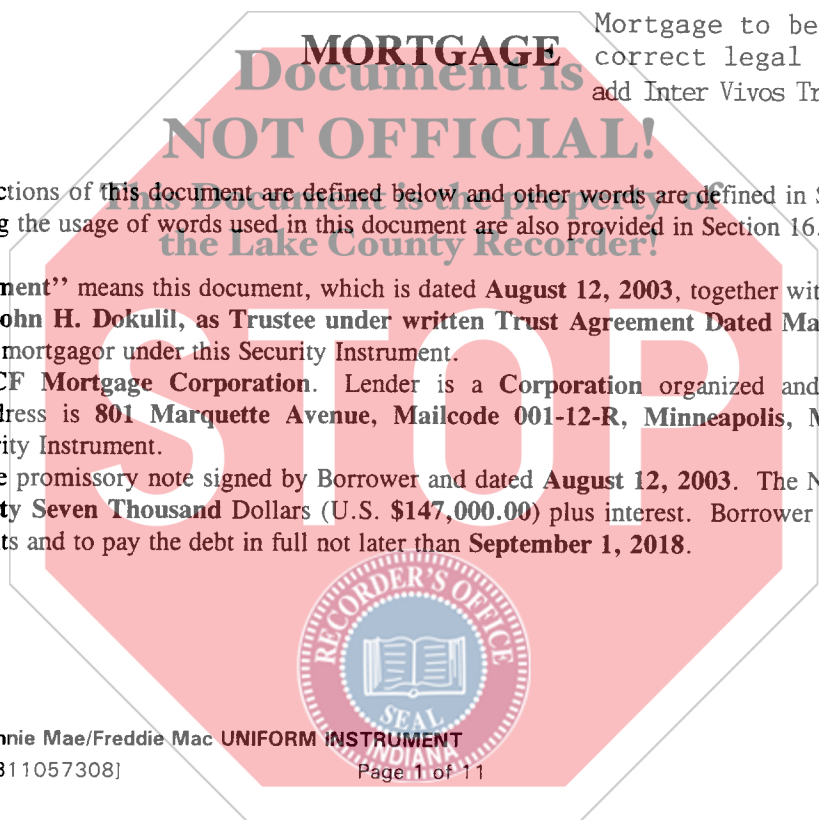 MORTGAGE
Mortgage to be
correct legal
add Inter Vivos Tr
Document is
NOT OFFICIAL!
This Document is the property of
the Lake County Recorder!
ctions of this document are defined below and other words are defined in S
g the usage of words used in this document are also provided in Section 16.
ment” means this document, which is dated August 12, 2003, together wit
ohn H. Dokulil, as Trustee under written Trust Agreement Dated Ma
mortgagor under this Security Instrument.
CF Mortgage Corporation. Lender is a Corporation organized and
dress is 801 Marquette Avenue, Mailcode 001-12-R, Minneapolis, M
rity Instrument.
e promissory note signed by Borrower and dated August 12, 2003. The N
ty Seven Thousand Dollars (U.S. $147,000.00) plus interest. Borrower
ts and to pay the debt in full not later than September 1, 2018.
STOP
RECORDER'S OFFICE
SEAL
INDIANA
nnie Mae/Freddie Mac UNIFORM INSTRUMENT
311057308]
Page 1 of 11